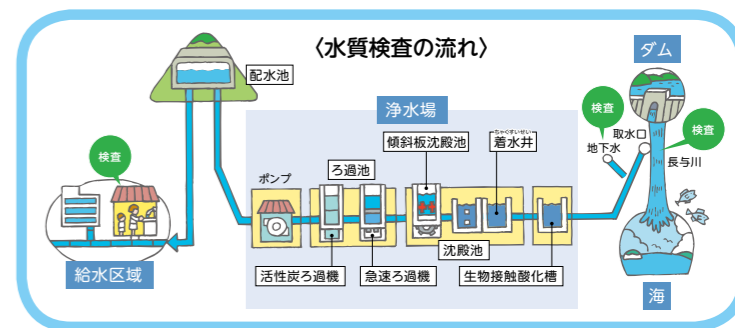 〈水質検査の流れ〉
ダム
配水池
浄水場
検査
取水口
検査
地下水
長与川
傾斜板沈殿池
ちゃくすいせい
着水井
ろ過池
ポンプ
検査
沈殿池
活性炭ろ過機
急速ろ過機
生物接触酸化槽
給水区域
海